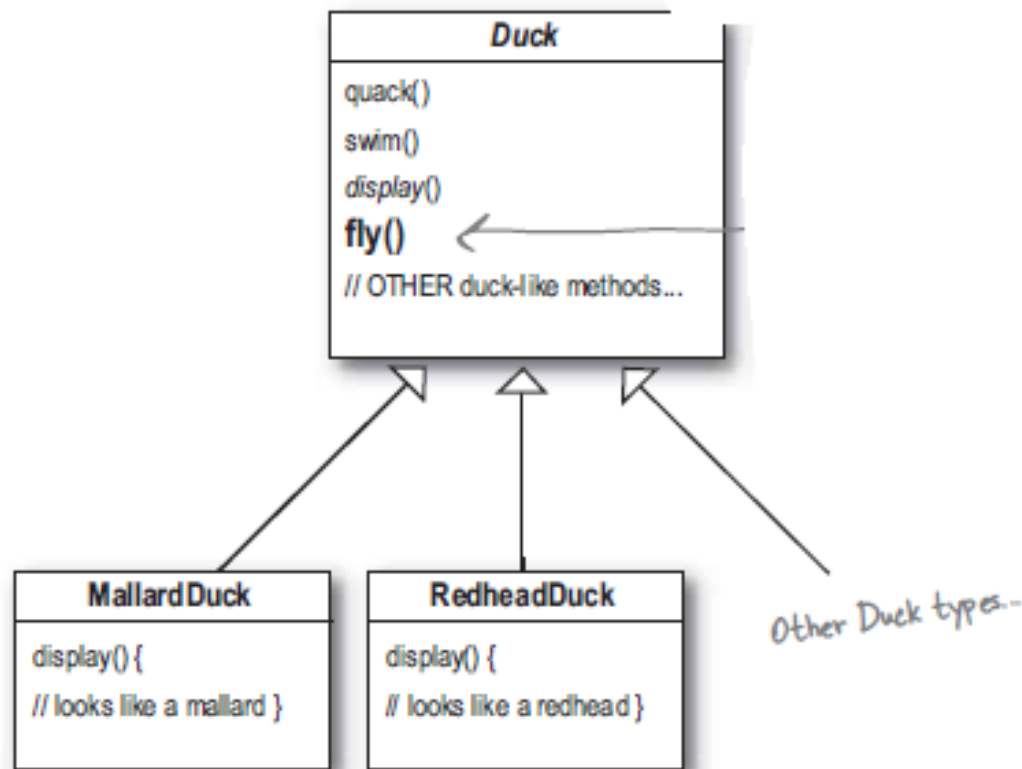 Duck
quack()
swim()
display()
fly()
// OTHER duck-like methods...
MallardDuck
display() {
// looks like a mallard }
RedheadDuck
display() {
// looks like a redhead }
Other Duck types...